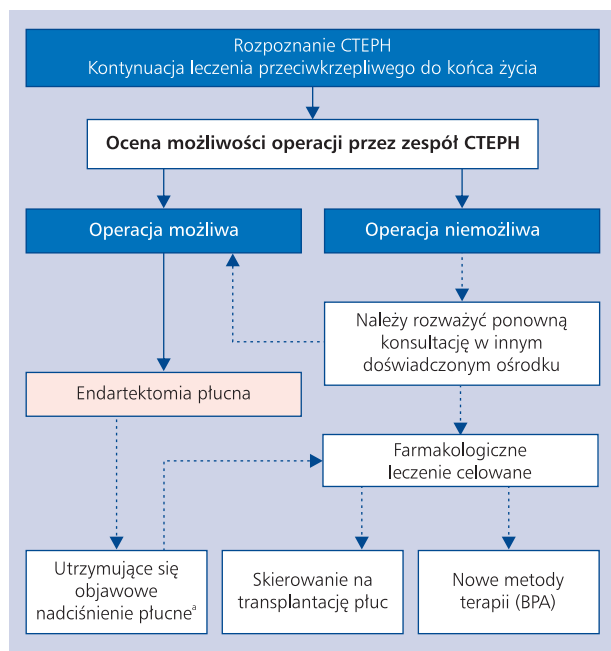 Rozpoznanie CTEPH
Kontynuacja leczenia przeciwkrzepliwego do końca życia
Ocena możliwości operacji przez zespół CTEPH
Operacja możliwa
Operacja niemożliwa
Należy rozważyć ponowną
konsultację w innym
doświadczonym ośrodku
Endartektomia płucna
Farmakologiczne
leczenie celowane
Utrzymujące się
objawowe
nadciśnienie płucneᵃ
Skierowanie na
transplantację płuc
Nowe metody
terapii (BPA)